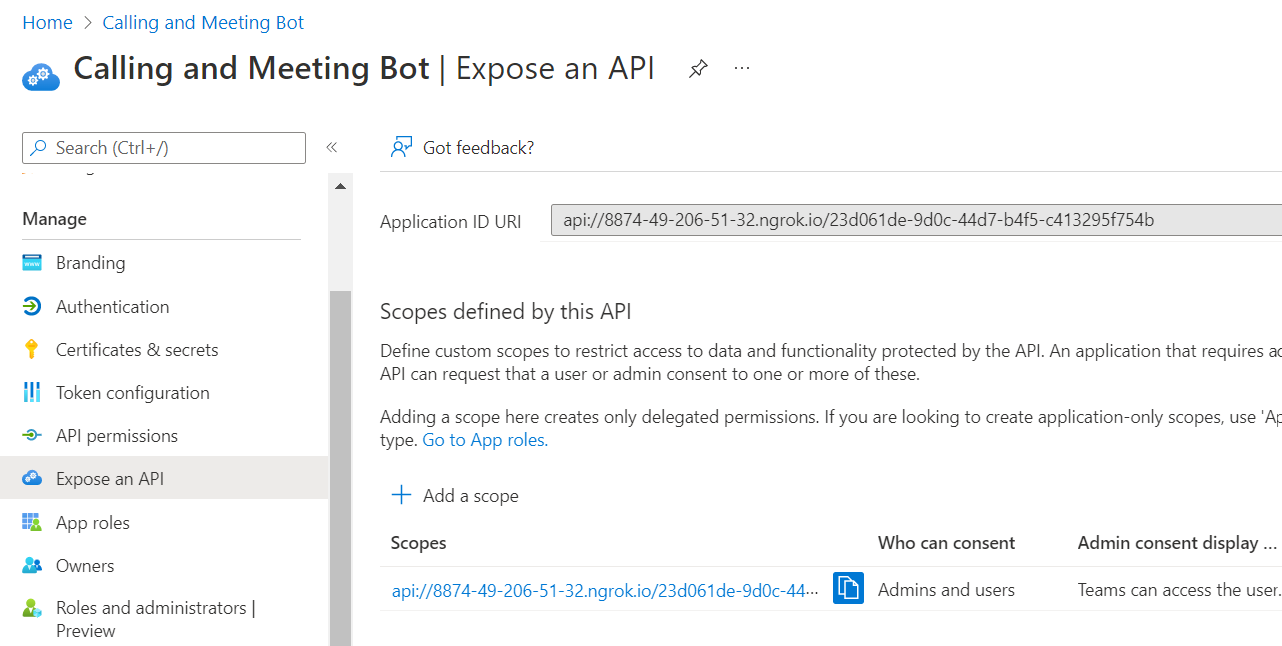 Home > Calling and Meeting Bot
Calling and Meeting Bot | Expose an API
Search (Ctrl+/)
Manage
Branding
Authentication
Certificates & secrets
Token configuration
API permissions
Expose an API
App roles
Owners
Roles and administrators |
Preview
Got feedback?
Application ID URI
api://8874-49-206-51-32.ngrok.io/23d061de-9d0c-44d7-b4f5-c413295f754b
Scopes defined by this API
Define custom scopes to restrict access to data and functionality protected by the API. An application that requires
API can request that a user or admin consent to one or more of these.
Adding a scope here creates only delegated permissions. If you are looking to create application-only scopes, use
type. Go to App roles.
Add a scope
Scopes Who can consent Admin consent display ...
api://8874-49-206-51-32.ngrok.io/23d061de-9d0c-44... Admins and users Teams can access the user.